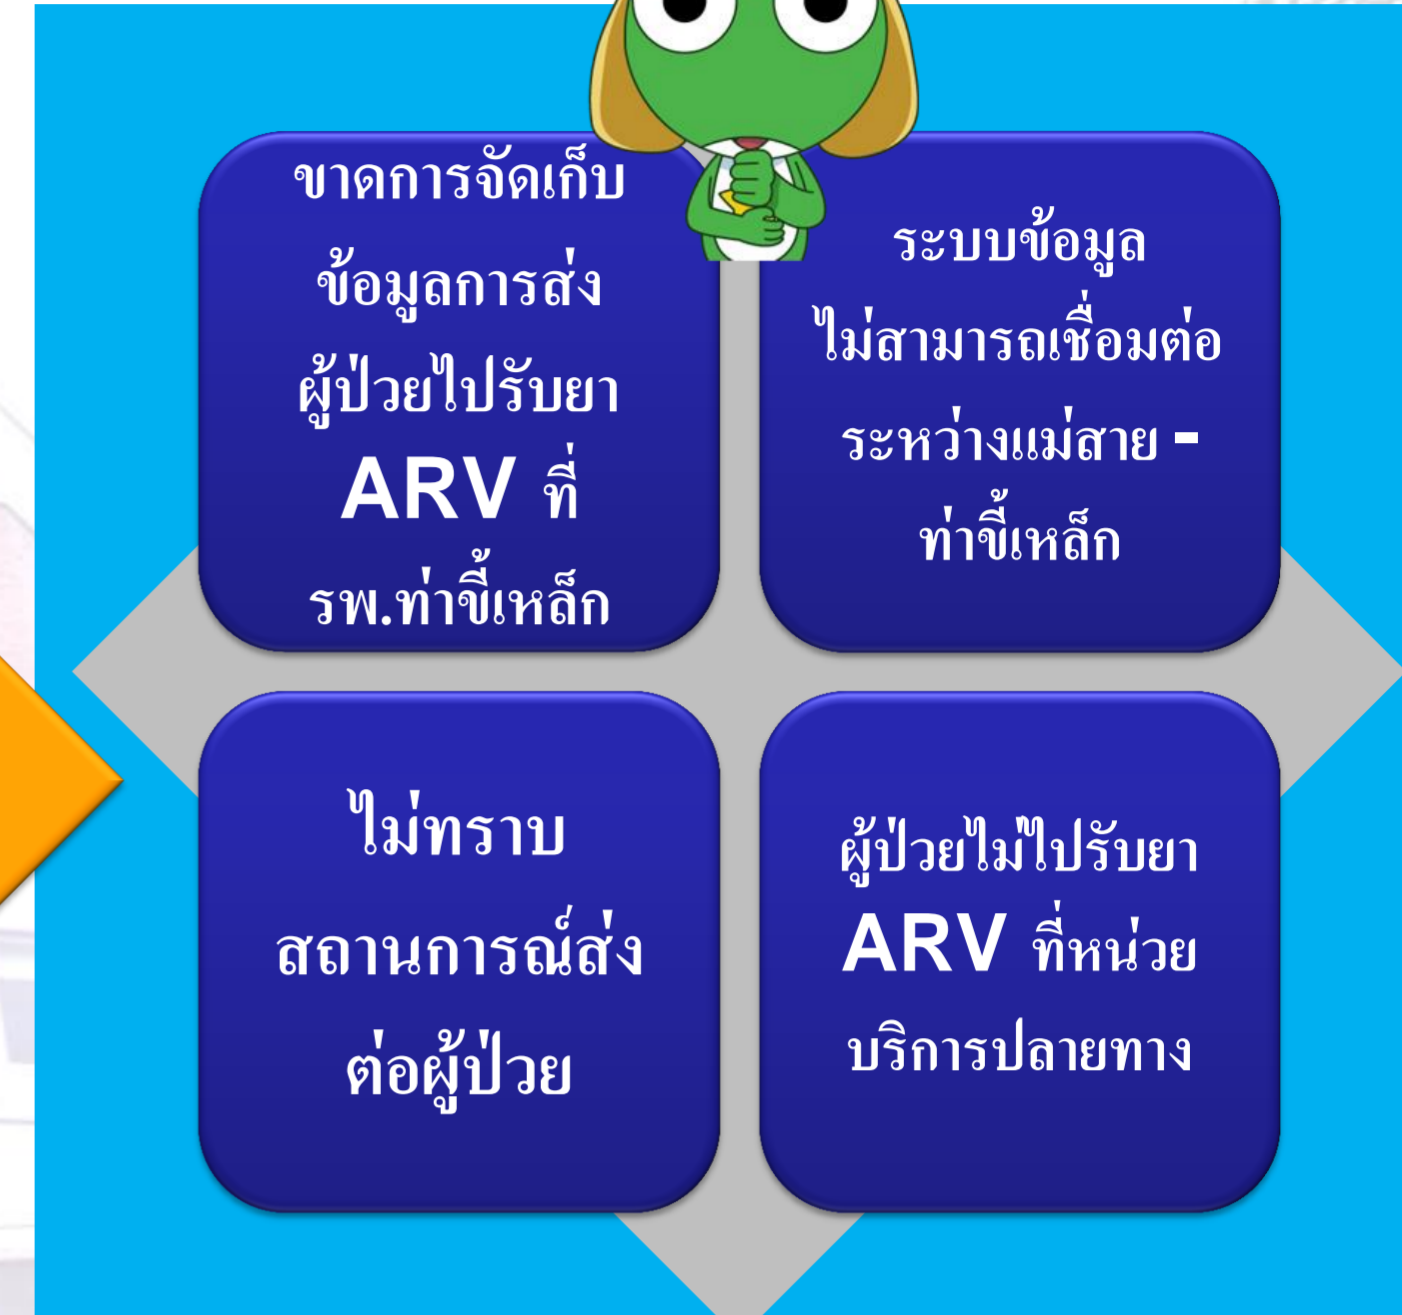 ขาดการจัดเก็บ
ข้อมูลการส่ง
ผู้ป่วยไปรับยา
ARV ที่
รพ.ท่าขี้เหล็ก
ระบบข้อมูล
ไม่สามารถเชื่อมต่อ
ระหว่างแม่สาย -
ท่าขี้เหล็ก
ไม่ทราบ
สถานการณ์ส่ง
ต่อผู้ป่วย
ผู้ป่วยไม่ไปรับยา
ARV ที่หน่วย
บริการปลายทาง